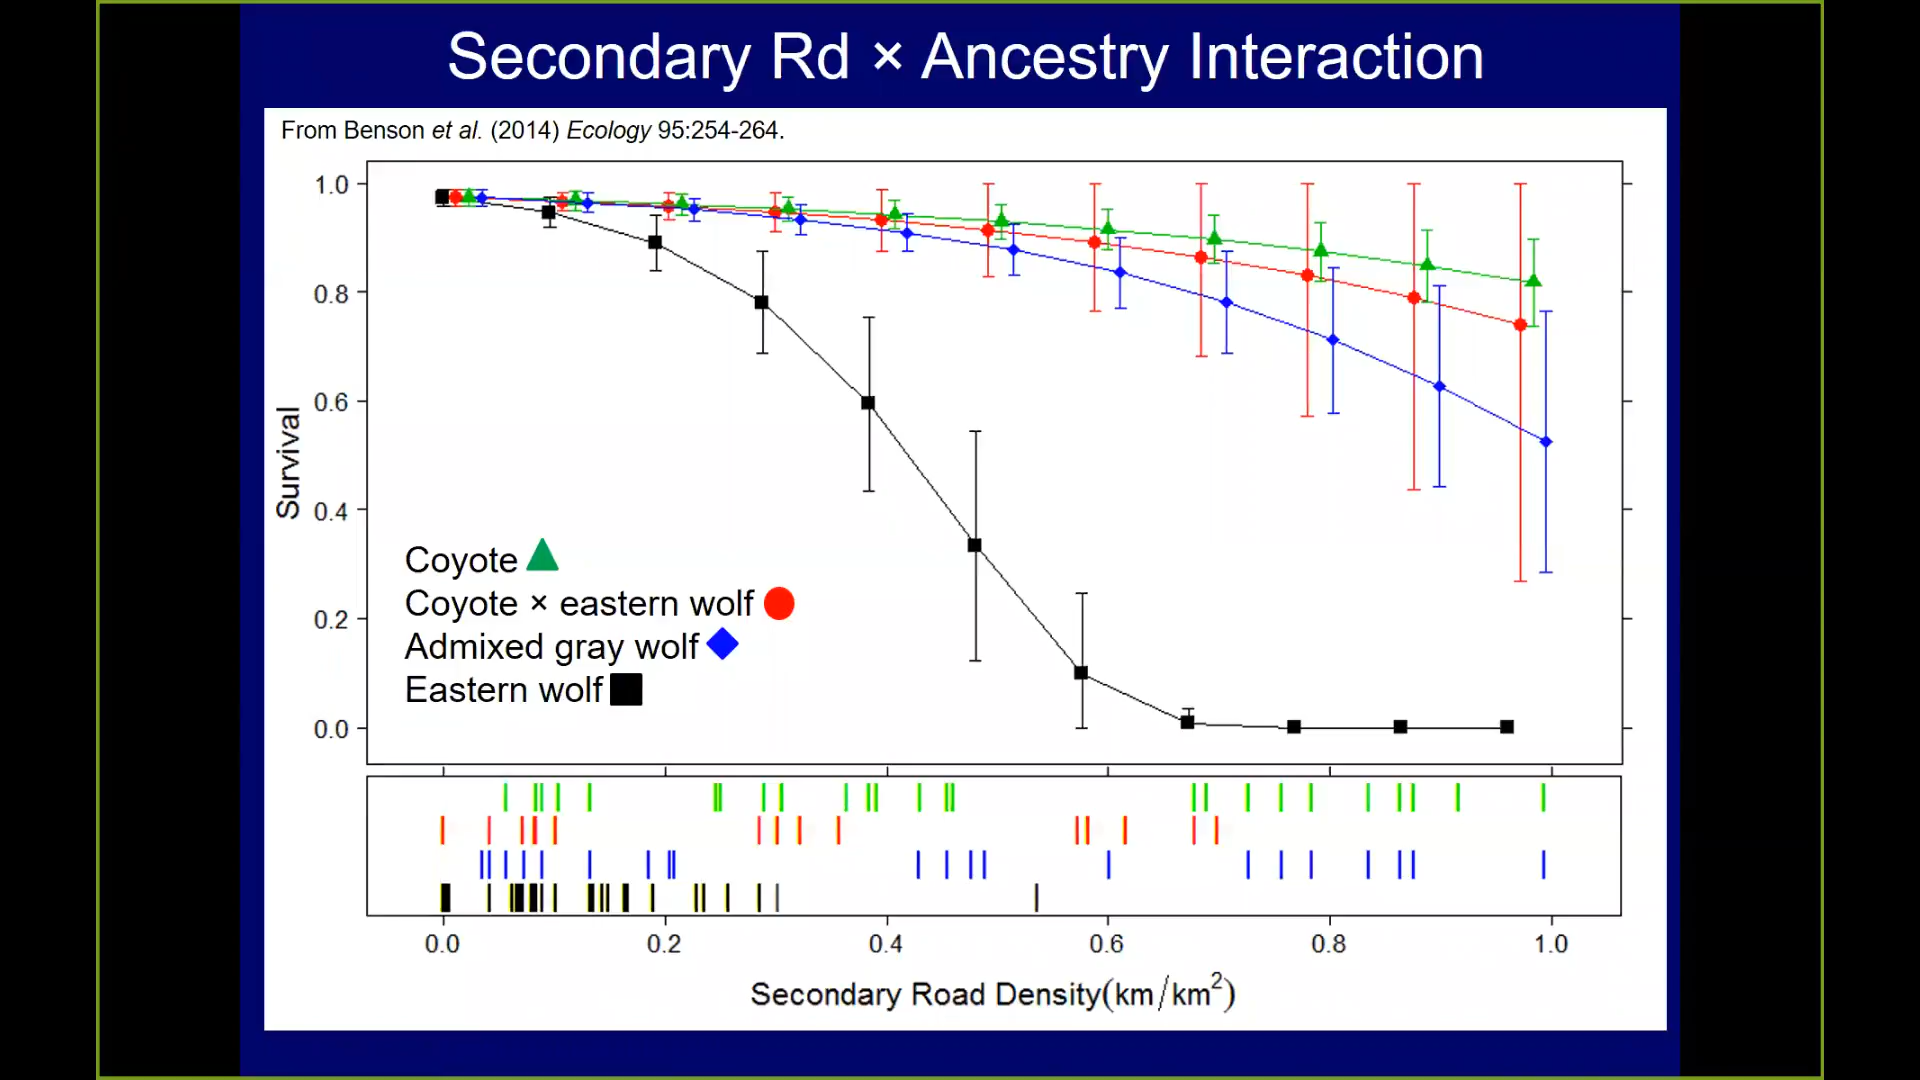 Secondary Rd × Ancestry Interaction
From Benson et al. (2014) Ecology 95:254-264.
1.0
0.8
0.6
0.4
0.2
0.0
Survival
Coyote
Coyote × eastern wolf
Admixed gray wolf
Eastern wolf
0.0 0.2 0.4 0.6 0.8 1.0
Secondary Road Density(km/km²)